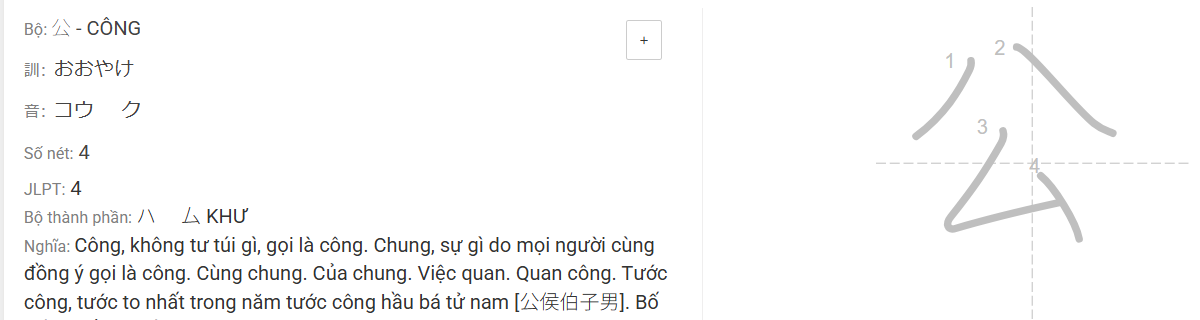 Bộ: 公 - CÔNG
+
訓: おおやけ
音: コウ ク
Số nét: 4
JLPT: 4
Bộ thành phần: ハ ム KHƯ
Nghĩa: Công, không tư túi gì, gọi là công. Chung, sự gì do mọi người cùng
đồng ý gọi là công. Cùng chung. Của chung. Việc quan. Quan công. Tước
công, tước to nhất trong năm tước công hầu bá tử nam [公侯伯子男]. Bố
公
1
2
3
4